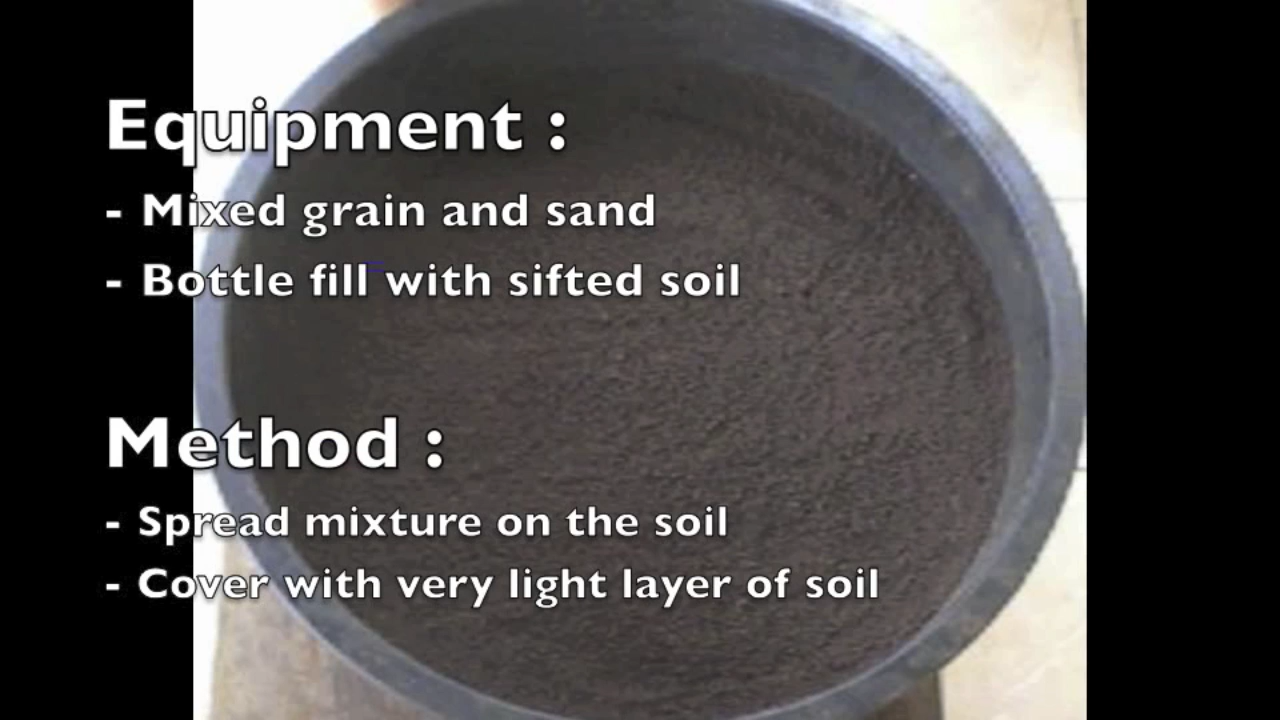 Equipment :
- Mixed grain and sand
- Bottle fill with sifted soil
Method :
- Spread mixture on the soil
- Cover with very light layer of soil